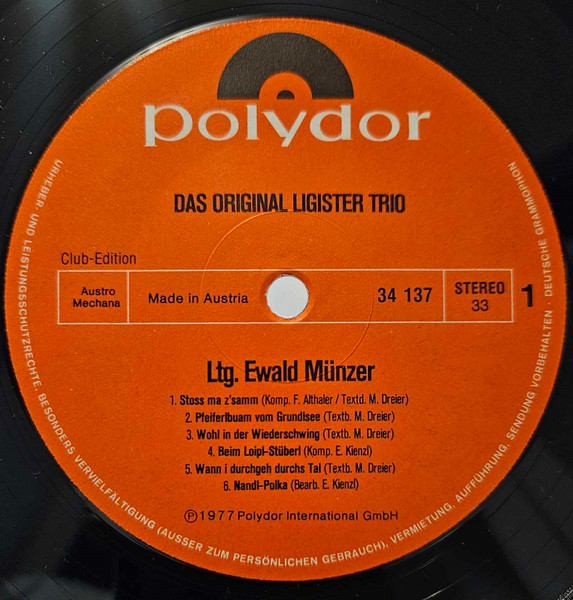 polydor
DAS ORIGINAL LIGISTER TRIO
Club-Edition
Austro
Mechana
Made in Austria
34 137
STEREO
33
1
Ltg. Ewald Münzer
1. Stoss ma z'samm (Komp. F. Althaler / Textd. M. Dreier)
2. Pfeiferlbuam vom Grundlsee (Textb. M. Dreier)
3. Wohl in der Wiederschwing (Textb. M. Dreier)
4. Beim Loipl-Stüberl (Komp. E. Kienzl)
5. Wann i durchgeh durchs Tal (Textb. M. Dreier)
6. Nandl-Polka (Bearb. E. Kienzl)
Ⓟ1977 Polydor International GmbH
URHEBER- UND LEISTUNGSSCHUTZRECHTE. BESONDERS VERVIELFÄLTIGUNG (AUSSER ZUM PERSÖNLICHEN GEBRAUCH), VERMIETUNG, AUFFÜHRUNG, SENDUNG VORBEHALTEN · DEUTSCHE GRAMMOPHON